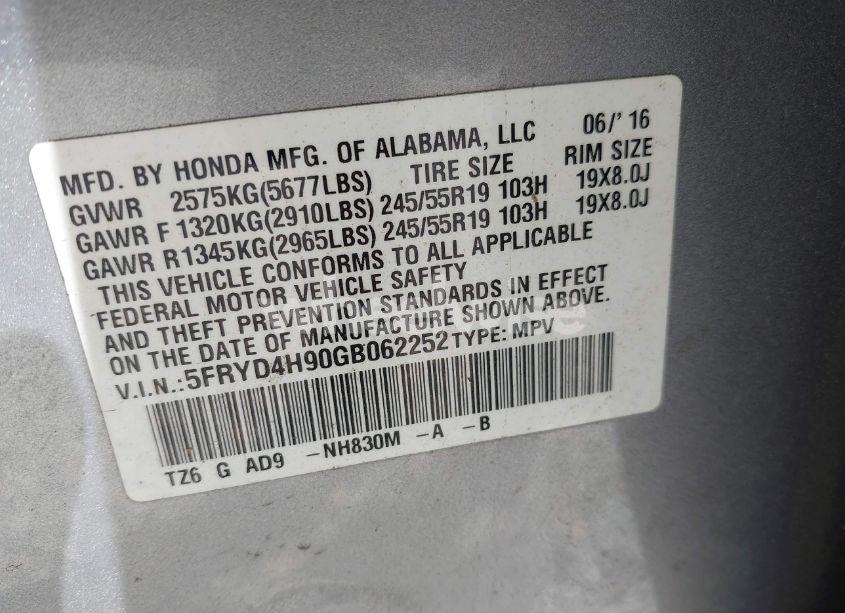 MFD. BY HONDA MFG. OF ALABAMA, LLC 06/' 16
GVWR 2575KG(5677LBS) TIRE SIZE RIM SIZE
GAWR F 1320KG(2910LBS) 245/55R19 103H 19X8.0J
GAWR R 1345KG(2965LBS) 245/55R19 103H 19X8.0J
THIS VEHICLE CONFORMS TO ALL APPLICABLE
FEDERAL MOTOR VEHICLE SAFETY
AND THEFT PREVENTION STANDARDS IN EFFECT
ON THE DATE OF MANUFACTURE SHOWN ABOVE.
V.I.N.: 5FRYD4H90GB062252 TYPE: MPV
TZ6 G AD9 -NH830M -A -B